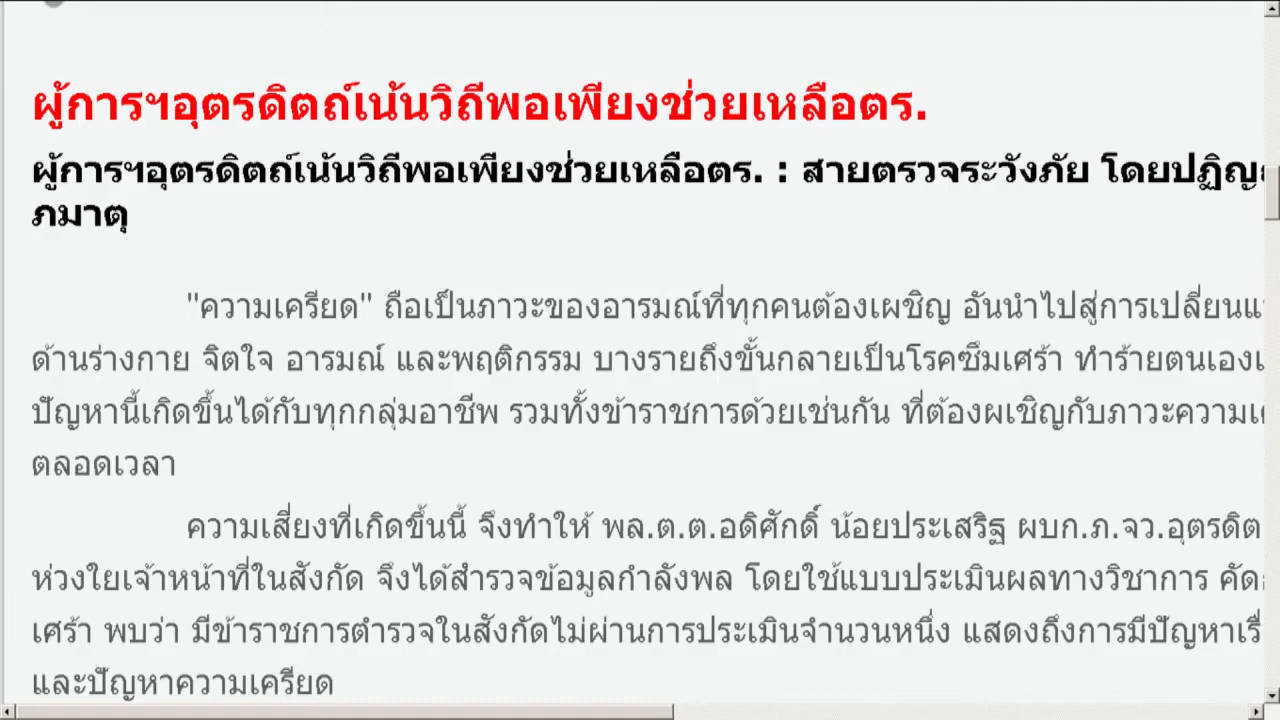 ผู้การฯอุตรดิตถ์เน้นวิถีพอเพียงช่วยเหลือตร.
ผู้การฯอุตรดิตถ์เน้นวิถีพอเพียงช่วยเหลือตร. : สายตรวจระวังภัย โดยปฏิญ
ภมาตุ
"ความเครียด" ถือเป็นภาวะของอารมณ์ที่ทุกคนต้องเผชิญ อันนำไปสู่การเปลี่ยนแ
ด้านร่างกาย จิตใจ อารมณ์ และพฤติกรรม บางรายถึงขั้นกลายเป็นโรคซึมเศร้า ทำร้ายตนเอง
ปัญหานี้เกิดขึ้นได้กับทุกกลุ่มอาชีพ รวมทั้งข้าราชการด้วยเช่นกัน ที่ต้องผเชิญกับภาวะความเ
ตลอดเวลา
ความเสี่ยงที่เกิดขึ้นนี้ จึงทำให้ พล.ต.ต.อดิศักดิ์ น้อยประเสริฐ ผบก.ภ.จว.อุตรดิต
ห่วงใยเจ้าหน้าที่ในสังกัด จึงได้สำรวจข้อมูลกำลังพล โดยใช้แบบประเมินผลทางวิชาการ คัด
เศร้า พบว่า มีข้าราชการตำรวจในสังกัดไม่ผ่านการประเมินจำนวนหนึ่ง แสดงถึงการมีปัญหาเรื่
และปัญหาความเครียด